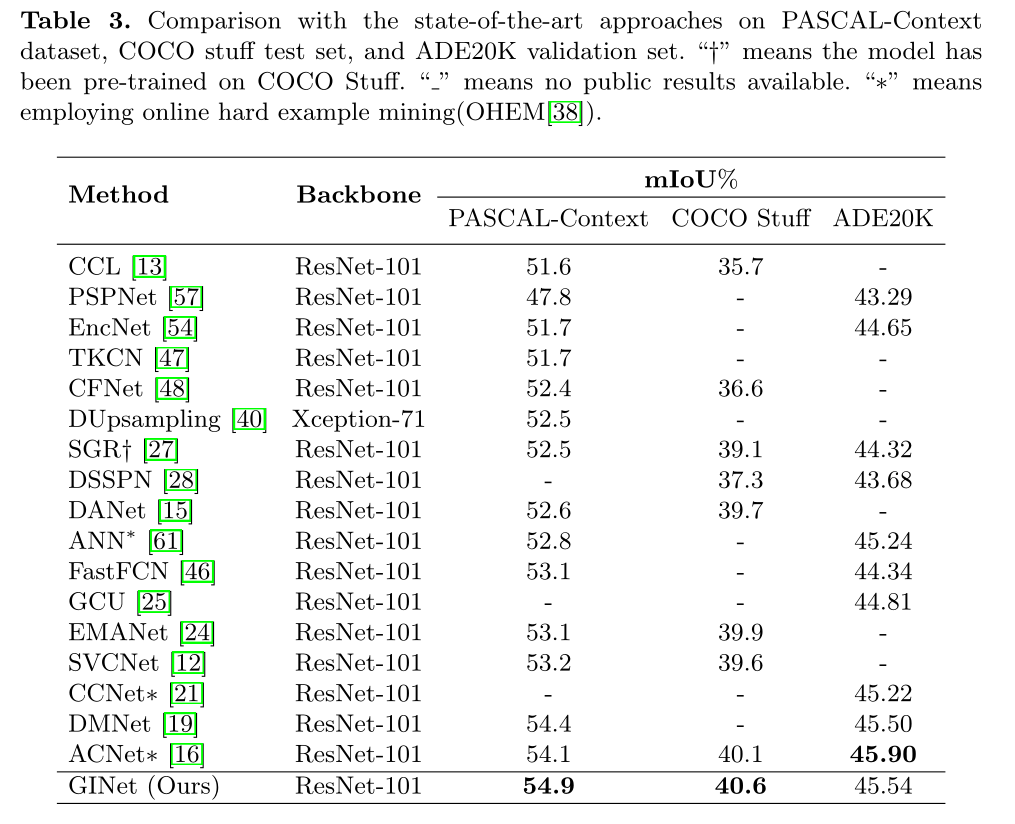 Table 3. Comparison with the state-of-the-art approaches on PASCAL-Context
dataset, COCO stuff test set, and ADE20K validation set. “†” means the model has
been pre-trained on COCO Stuff. “-” means no public results available. “∗” means
employing online hard example mining(OHEM[38]).
Method Backbone mIoU%
PASCAL-Context COCO Stuff ADE20K
CCL [13] ResNet-101 51.6 35.7 -
PSPNet [57] ResNet-101 47.8 - 43.29
EncNet [54] ResNet-101 51.7 - 44.65
TKCN [47] ResNet-101 51.7 - -
CFNet [48] ResNet-101 52.4 36.6 -
DUpsampling [40] Xception-71 52.5 - -
SGR† [27] ResNet-101 52.5 39.1 44.32
DSSPN [28] ResNet-101 - 37.3 43.68
DANet [15] ResNet-101 52.6 39.7 -
ANN* [61] ResNet-101 52.8 - 45.24
FastFCN [46] ResNet-101 53.1 - 44.34
GCU [25] ResNet-101 - - 44.81
EMANet [24] ResNet-101 53.1 39.9 -
SVCNet [12] ResNet-101 53.2 39.6 -
CCNet∗ [21] ResNet-101 - - 45.22
DMNet [19] ResNet-101 54.4 - 45.50
ACNet∗ [16] ResNet-101 54.1 40.1 45.90
GINet (Ours) ResNet-101 54.9 40.6 45.54